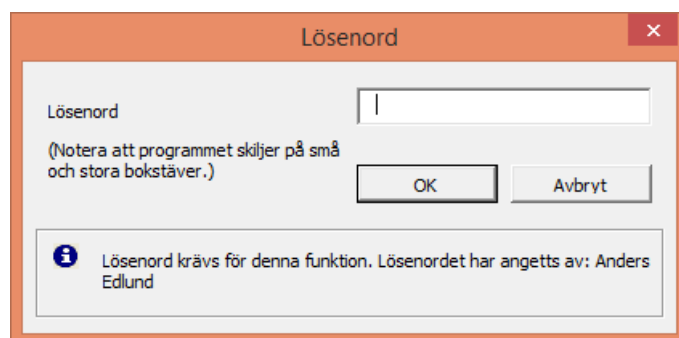 Lösenord
Lösenord
(Notera att programmet skiljer på små
och stora bokstäver.)
OK
Avbryt
Lösenord krävs för denna funktion. Lösenordet har angetts av: Anders
Edlund